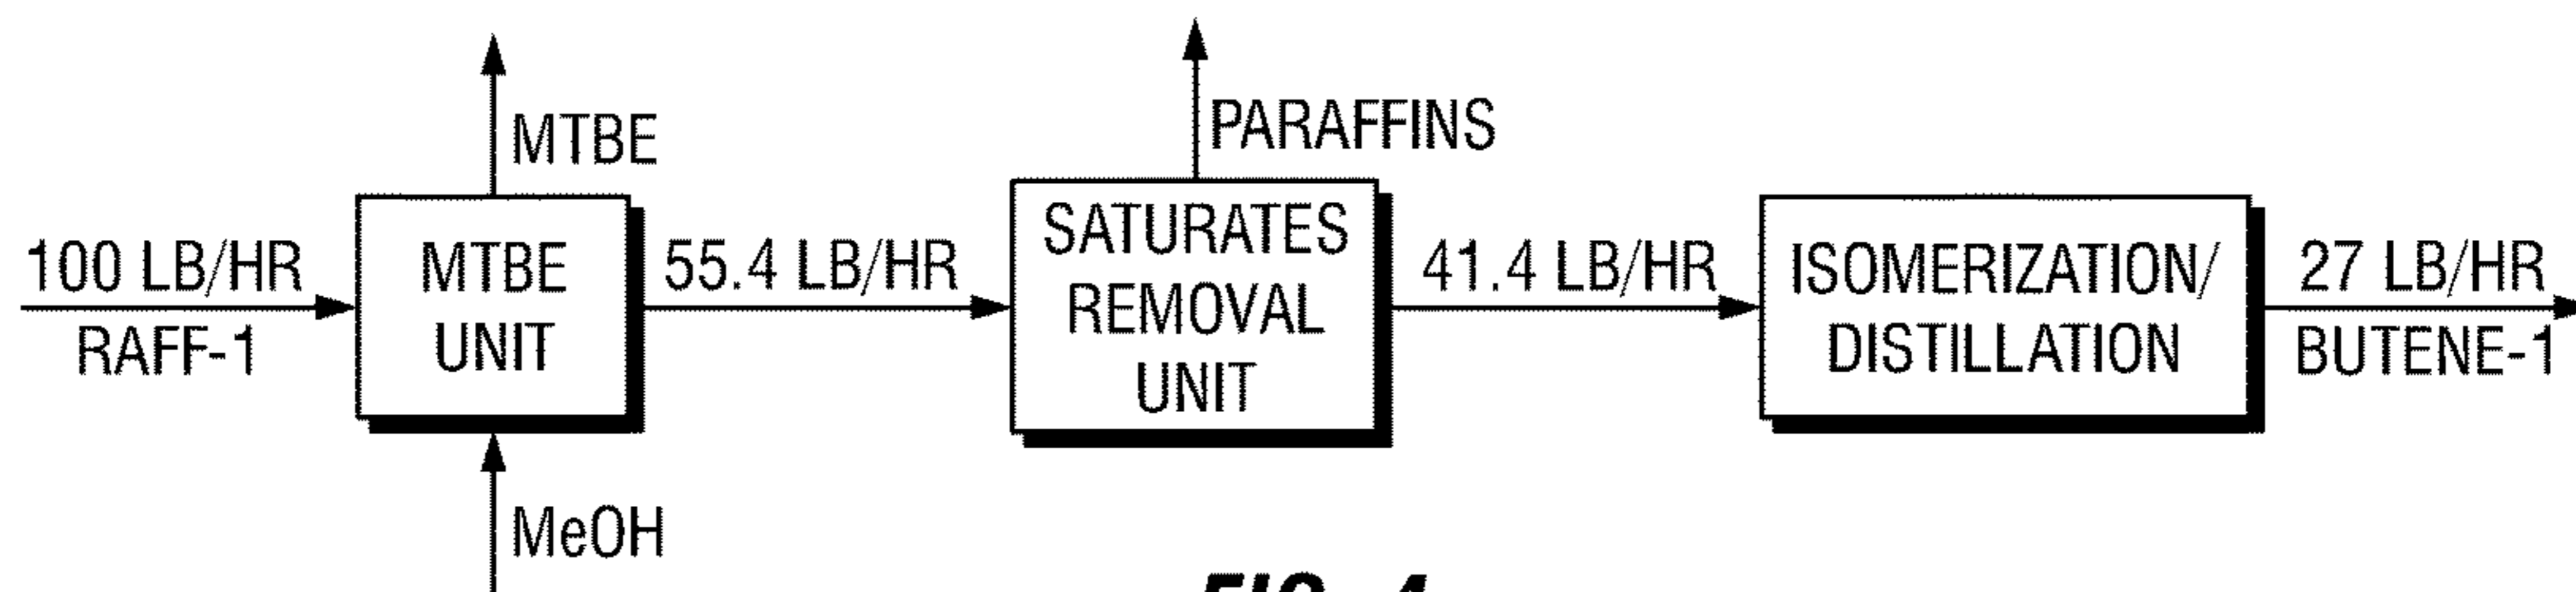 MTBE
PARAFFINS
100 LB/HR
RAFF-1
MTBE
UNIT
55.4 LB/HR
SATURATES
REMOVAL
UNIT
41.4 LB/HR
ISOMERIZATION/
DISTILLATION
27 LB/HR
BUTENE-1
MeOH